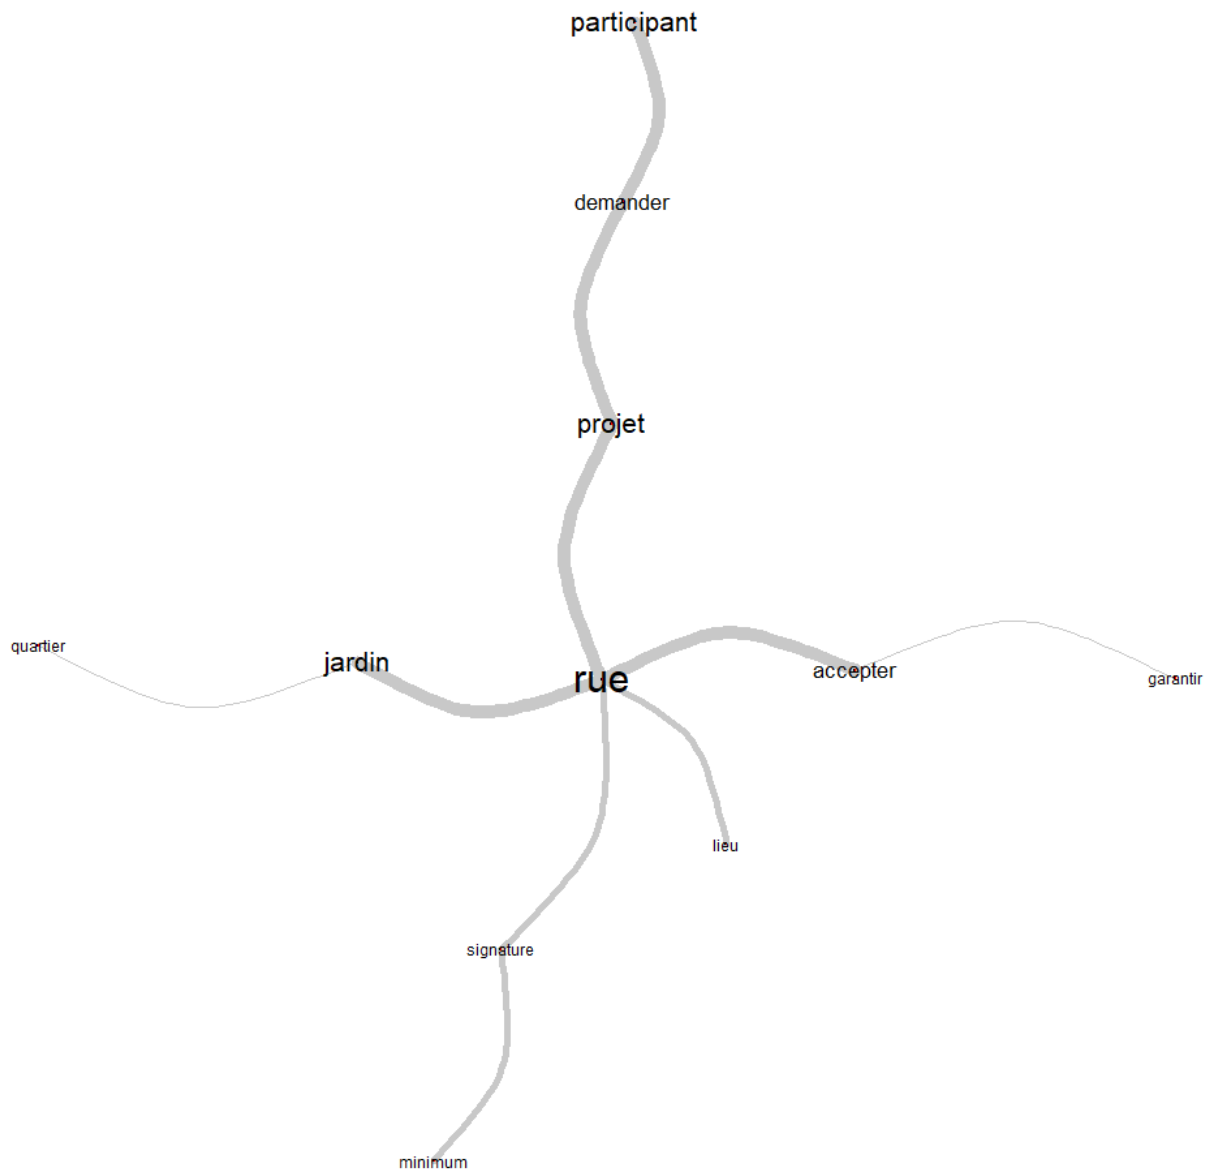 participant
demander
projet
quartier
jardin
rue
accepter
garantir
lieu
signature
minimum